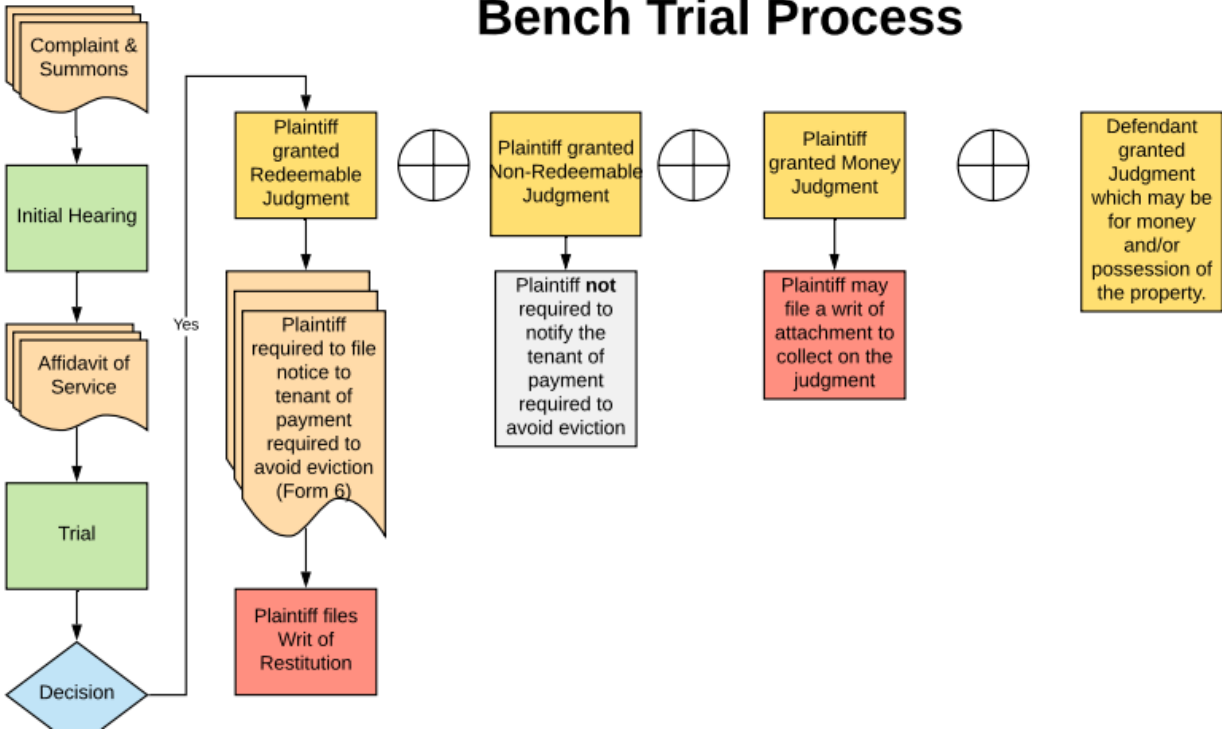 Bench Trial Process
Complaint &
Summons
Initial Hearing
Affidavit of
Service
Trial
Decision
Yes
Plaintiff
granted
Redeemable
Judgment
Plaintiff
required to file
notice to
tenant of
payment
required to
avoid eviction
(Form 6)
Plaintiff files
Writ of
Restitution
Plaintiff granted
Non-Redeemable
Judgment
Plaintiff not
required to
notify the
tenant of
payment
required to
avoid eviction
Plaintiff
granted Money
Judgment
Plaintiff may
file a writ of
attachment to
collect on the
judgment
Defendant
granted
Judgment
which may be
for money
and/or
possession of
the property.